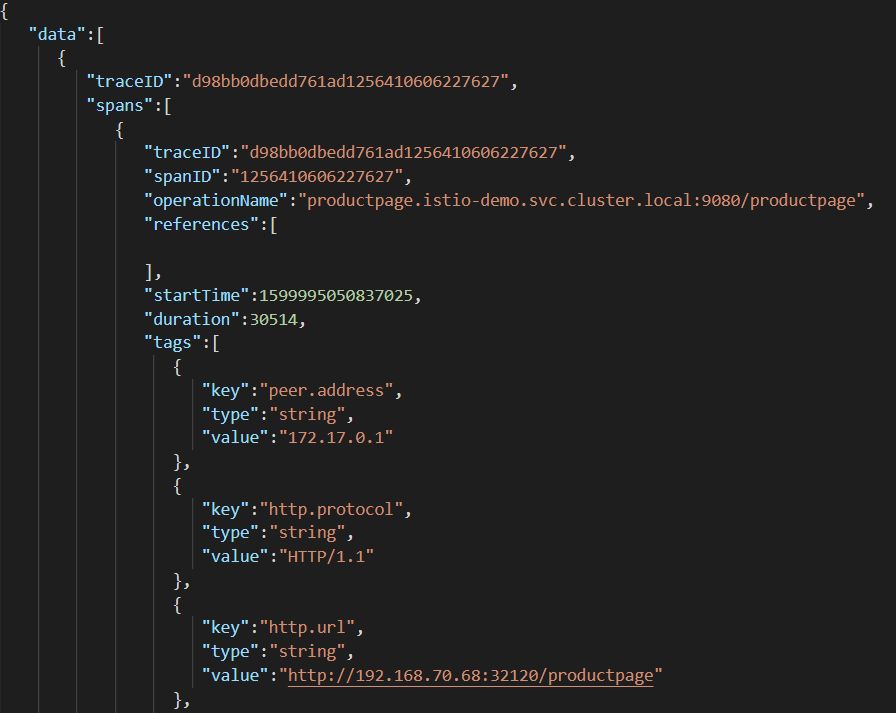 {
"data":[
{
"traceID":"d98bb0dbedd761ad1256410606227627",
"spans":[
{
"traceID":"d98bb0dbedd761ad1256410606227627",
"spanID":"1256410606227627",
"operationName":"productpage.istio-demo.svc.cluster.local:9080/productpage",
"references":[
],
"startTime":1599995050837025,
"duration":30514,
"tags":[
{
"key":"peer.address",
"type":"string",
"value":"172.17.0.1"
},
{
"key":"http.protocol",
"type":"string",
"value":"HTTP/1.1"
},
{
"key":"http.url",
"type":"string",
"value":"http://192.168.70.68:32120/productpage"
},